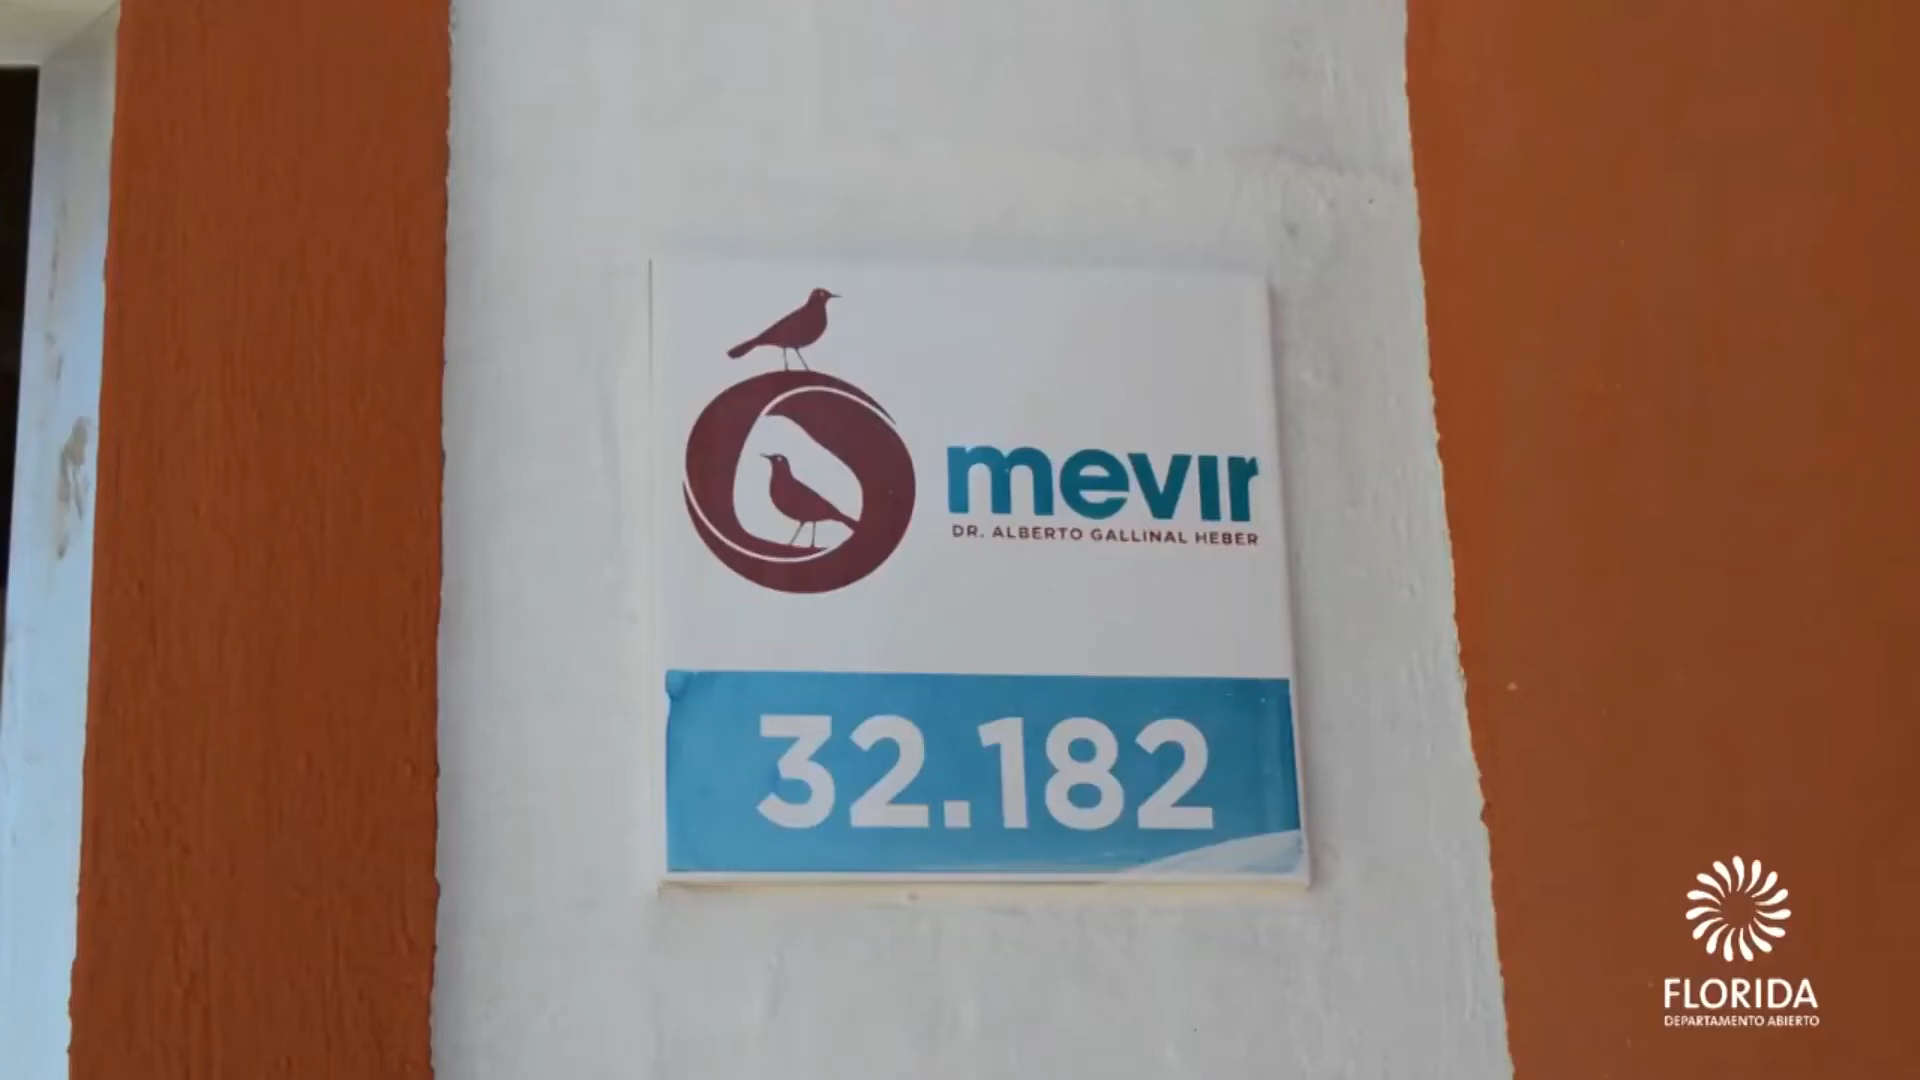 mevir
DR. ALBERTO GALLINAL HEBER
32.182
FLORIDA
DEPARTAMENTO ABIERTO